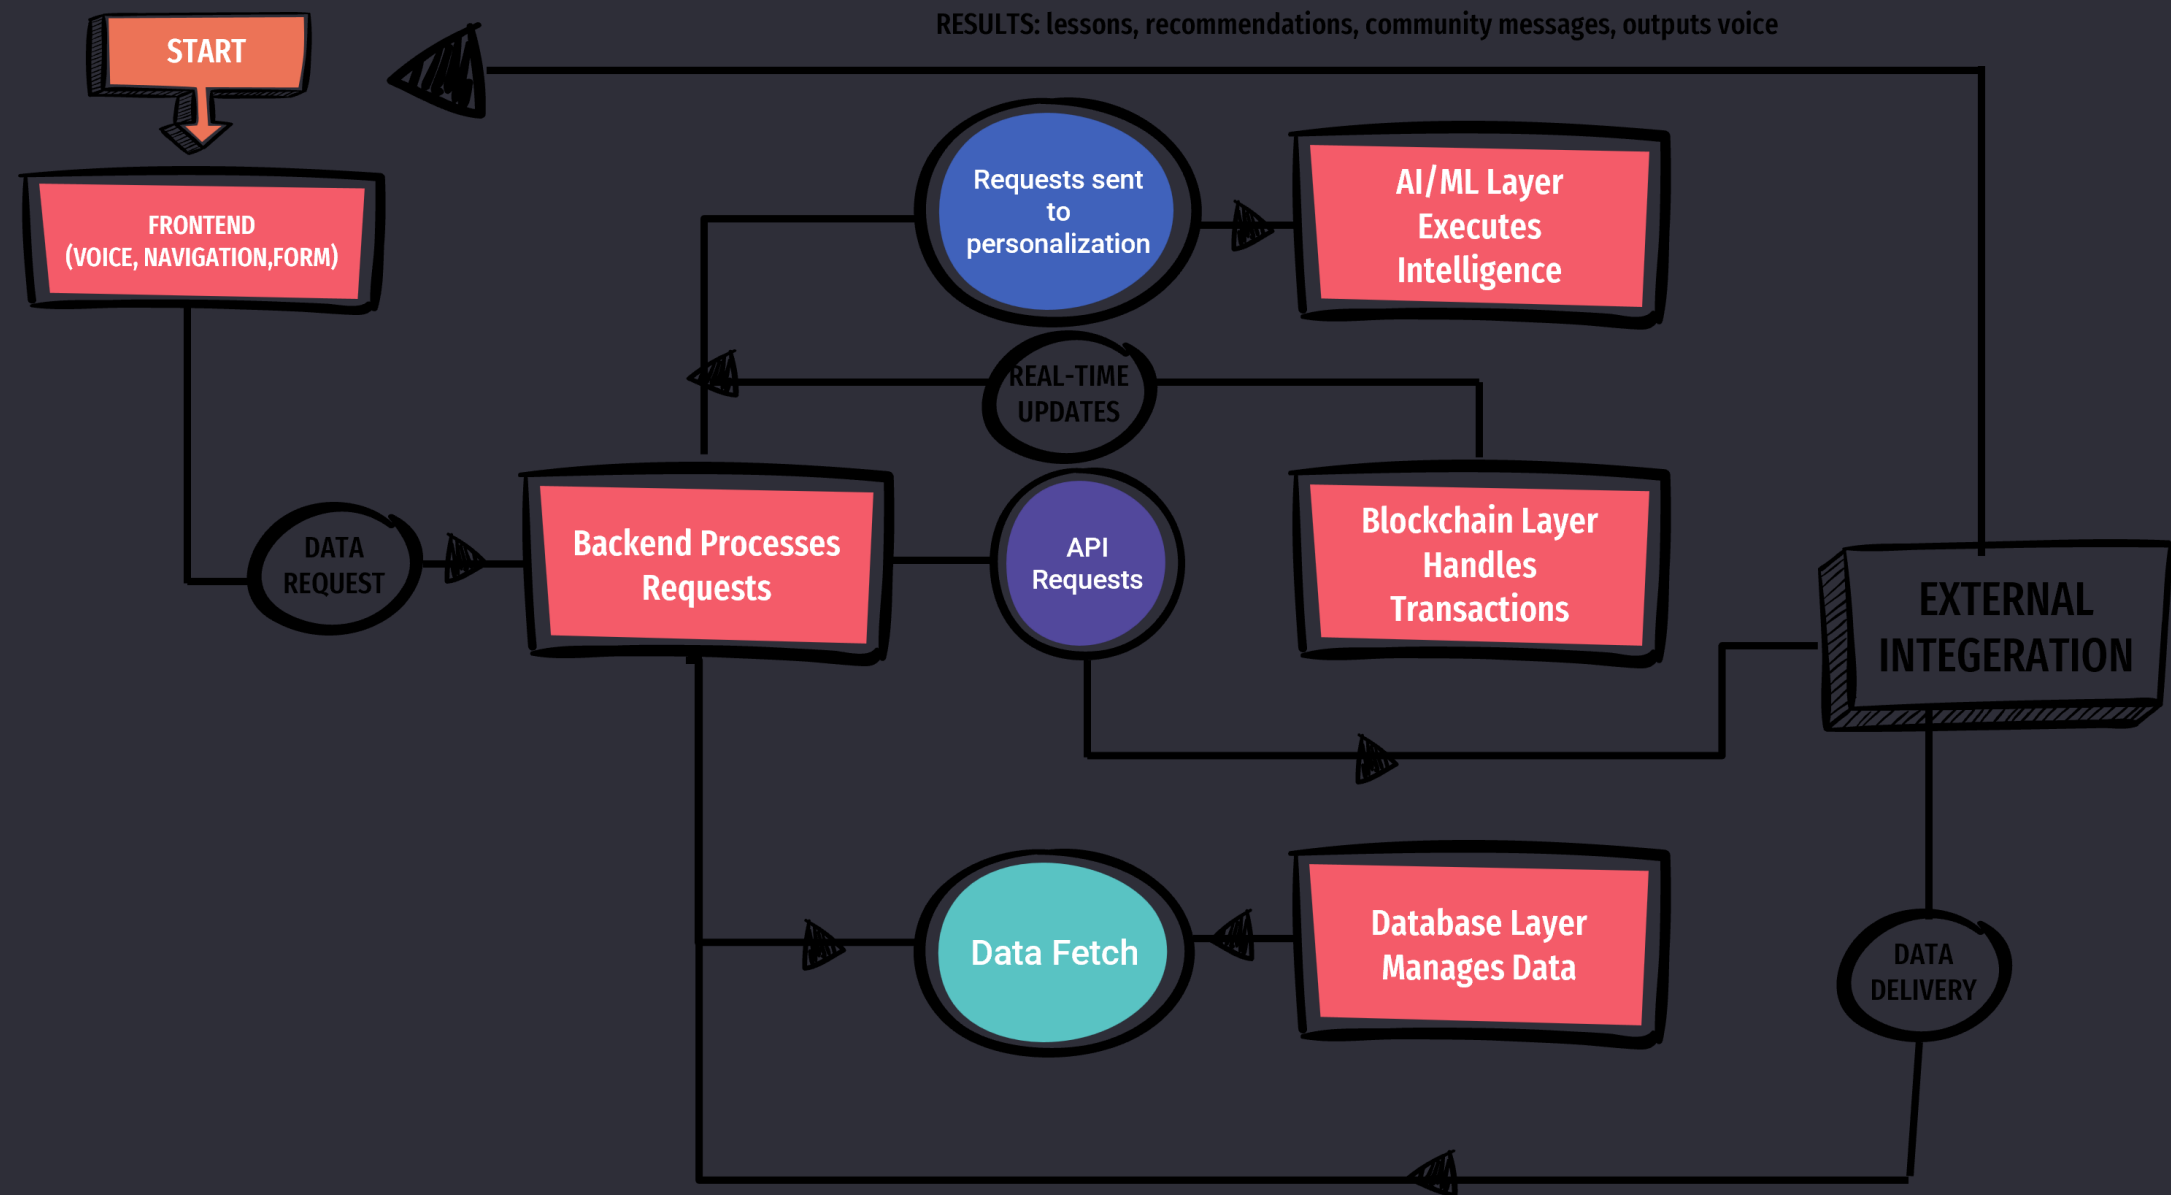 RESULTS: lessons, recommendations, community messages, outputs voice
START
FRONTEND
(VOICE, NAVIGATION,FORM)
Requests sent
to
personalization
AI/ML Layer
Executes
Intelligence
REAL-TIME
UPDATES
DATA
REQUEST
Backend Processes
Requests
API
Requests
Blockchain Layer
Handles
Transactions
EXTERNAL
INTEGERATION
Data Fetch
Database Layer
Manages Data
DATA
DELIVERY